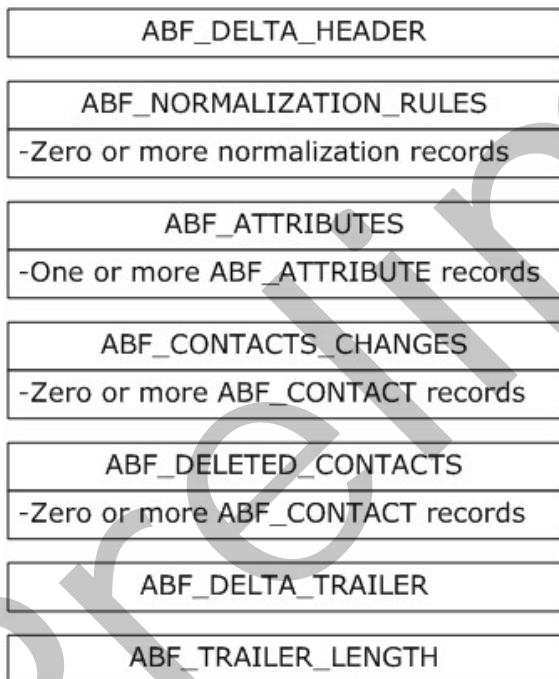 ABF_DELTA_HEADER
ABF_NORMALIZATION_RULES
-Zero or more normalization records
ABF_ATTRIBUTES
-One or more ABF_ATTRIBUTE records
ABF_CONTACTS_CHANGES
-Zero or more ABF_CONTACT records
ABF_DELETED_CONTACTS
-Zero or more ABF_CONTACT records
ABF_DELTA_TRAILER
ABF_TRAILER_LENGTH